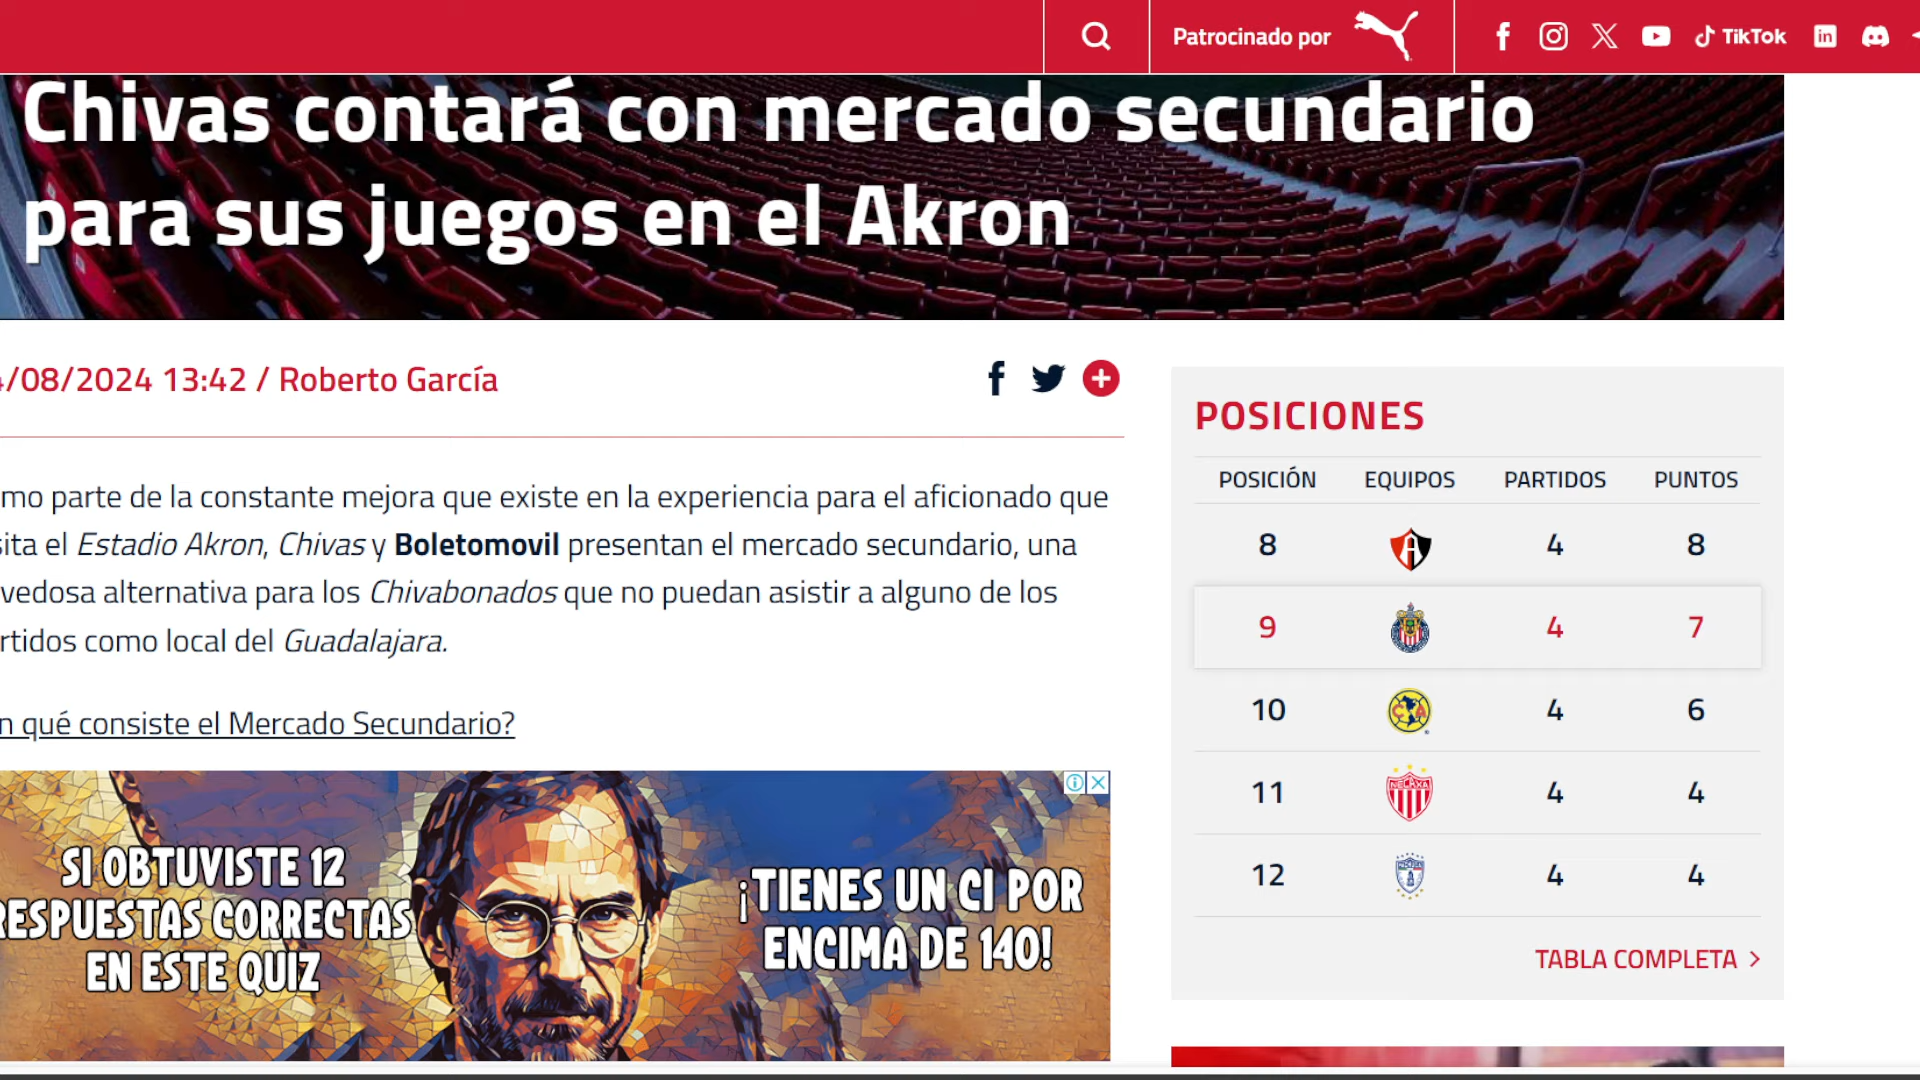 Patrocinado por
TikTok
Chivas contará con mercado secundario
para sus juegos en el Akron
/08/2024 13:42 / Roberto García
mo parte de la constante mejora que existe en la experiencia para el aficionado que
sita el Estadio Akron, Chivas y Boletomovil presentan el mercado secundario, una
vedosa alternativa para los Chivabonados que no puedan asistir a alguno de los
rtidos como local del Guadalajara.
n qué consiste el Mercado Secundario?
SI OBTUVISTE 12
RESPUESTAS CORRECTAS
EN ESTE QUIZ
¡TIENES UN CI POR
ENCIMA DE 140!
POSICIONES
POSICIÓN EQUIPOS PARTIDOS PUNTOS
8 4 8
9 4 7
10 4 6
11 NECAXA 4 4
12 4 4
TABLA COMPLETA